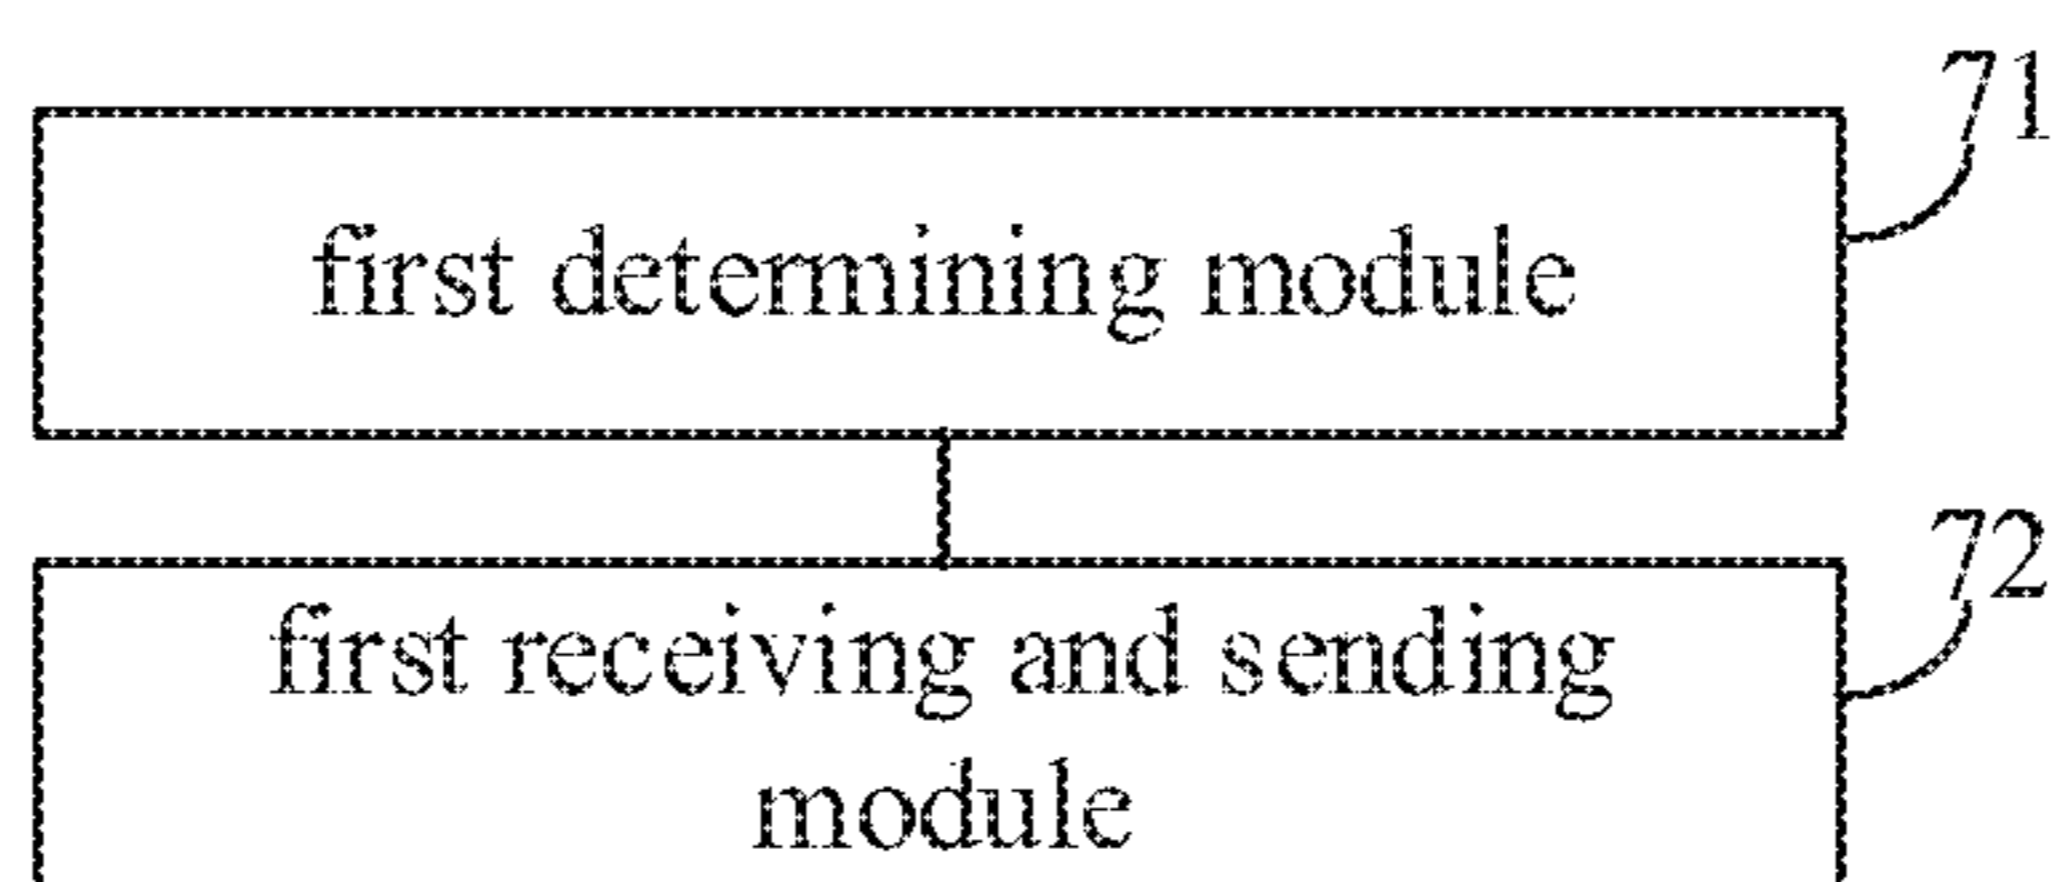 71
first determining module
72
first receiving and sending
module